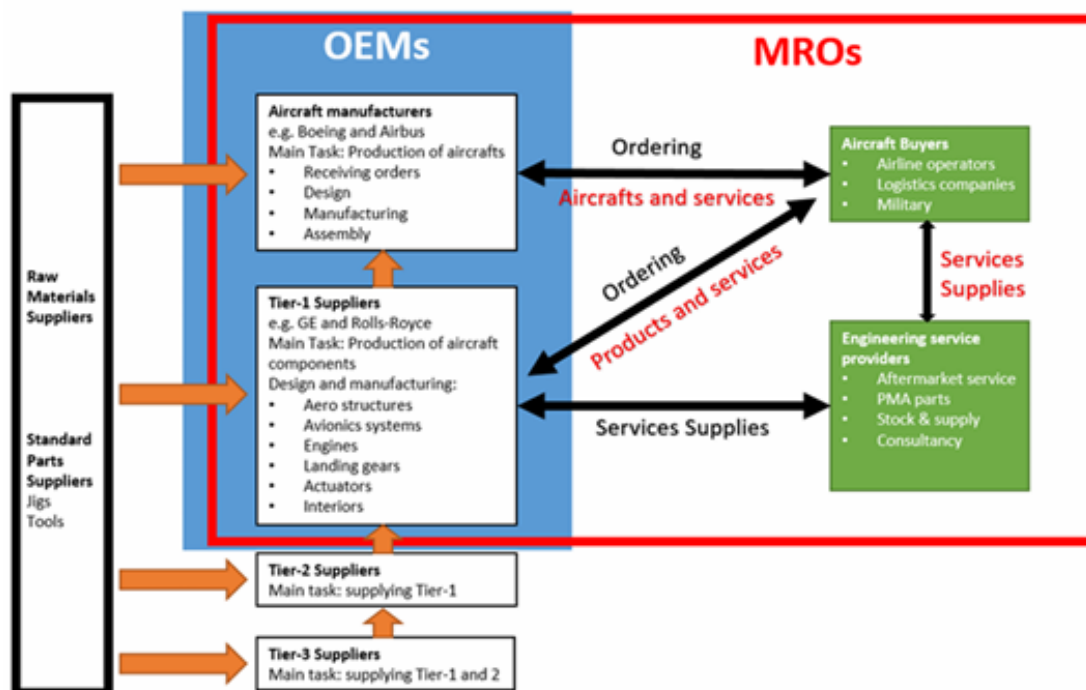 OEMs
MROs
Raw
Materials
Suppliers
Standard
Parts
Suppliers
Jigs
Tools
Aircraft manufacturers
e.g. Boeing and Airbus
Main Task: Production of aircrafts
• Receiving orders
• Design
• Manufacturing
• Assembly
Tier-1 Suppliers
e.g. GE and Rolls-Royce
Main Task: Production of aircraft
components
Design and manufacturing:
• Aero structures
• Avionics systems
• Engines
• Landing gears
• Actuators
• Interiors
Tier-2 Suppliers
Main task: supplying Tier-1
Tier-3 Suppliers
Main task: supplying Tier-1 and 2
Ordering
Aircrafts and services
Ordering
Products and services
Services Supplies
Aircraft Buyers
• Airline operators
• Logistics companies
• Military
Services
Supplies
Engineering service
providers
• Aftermarket service
• PMA parts
• Stock & supply
• Consultancy